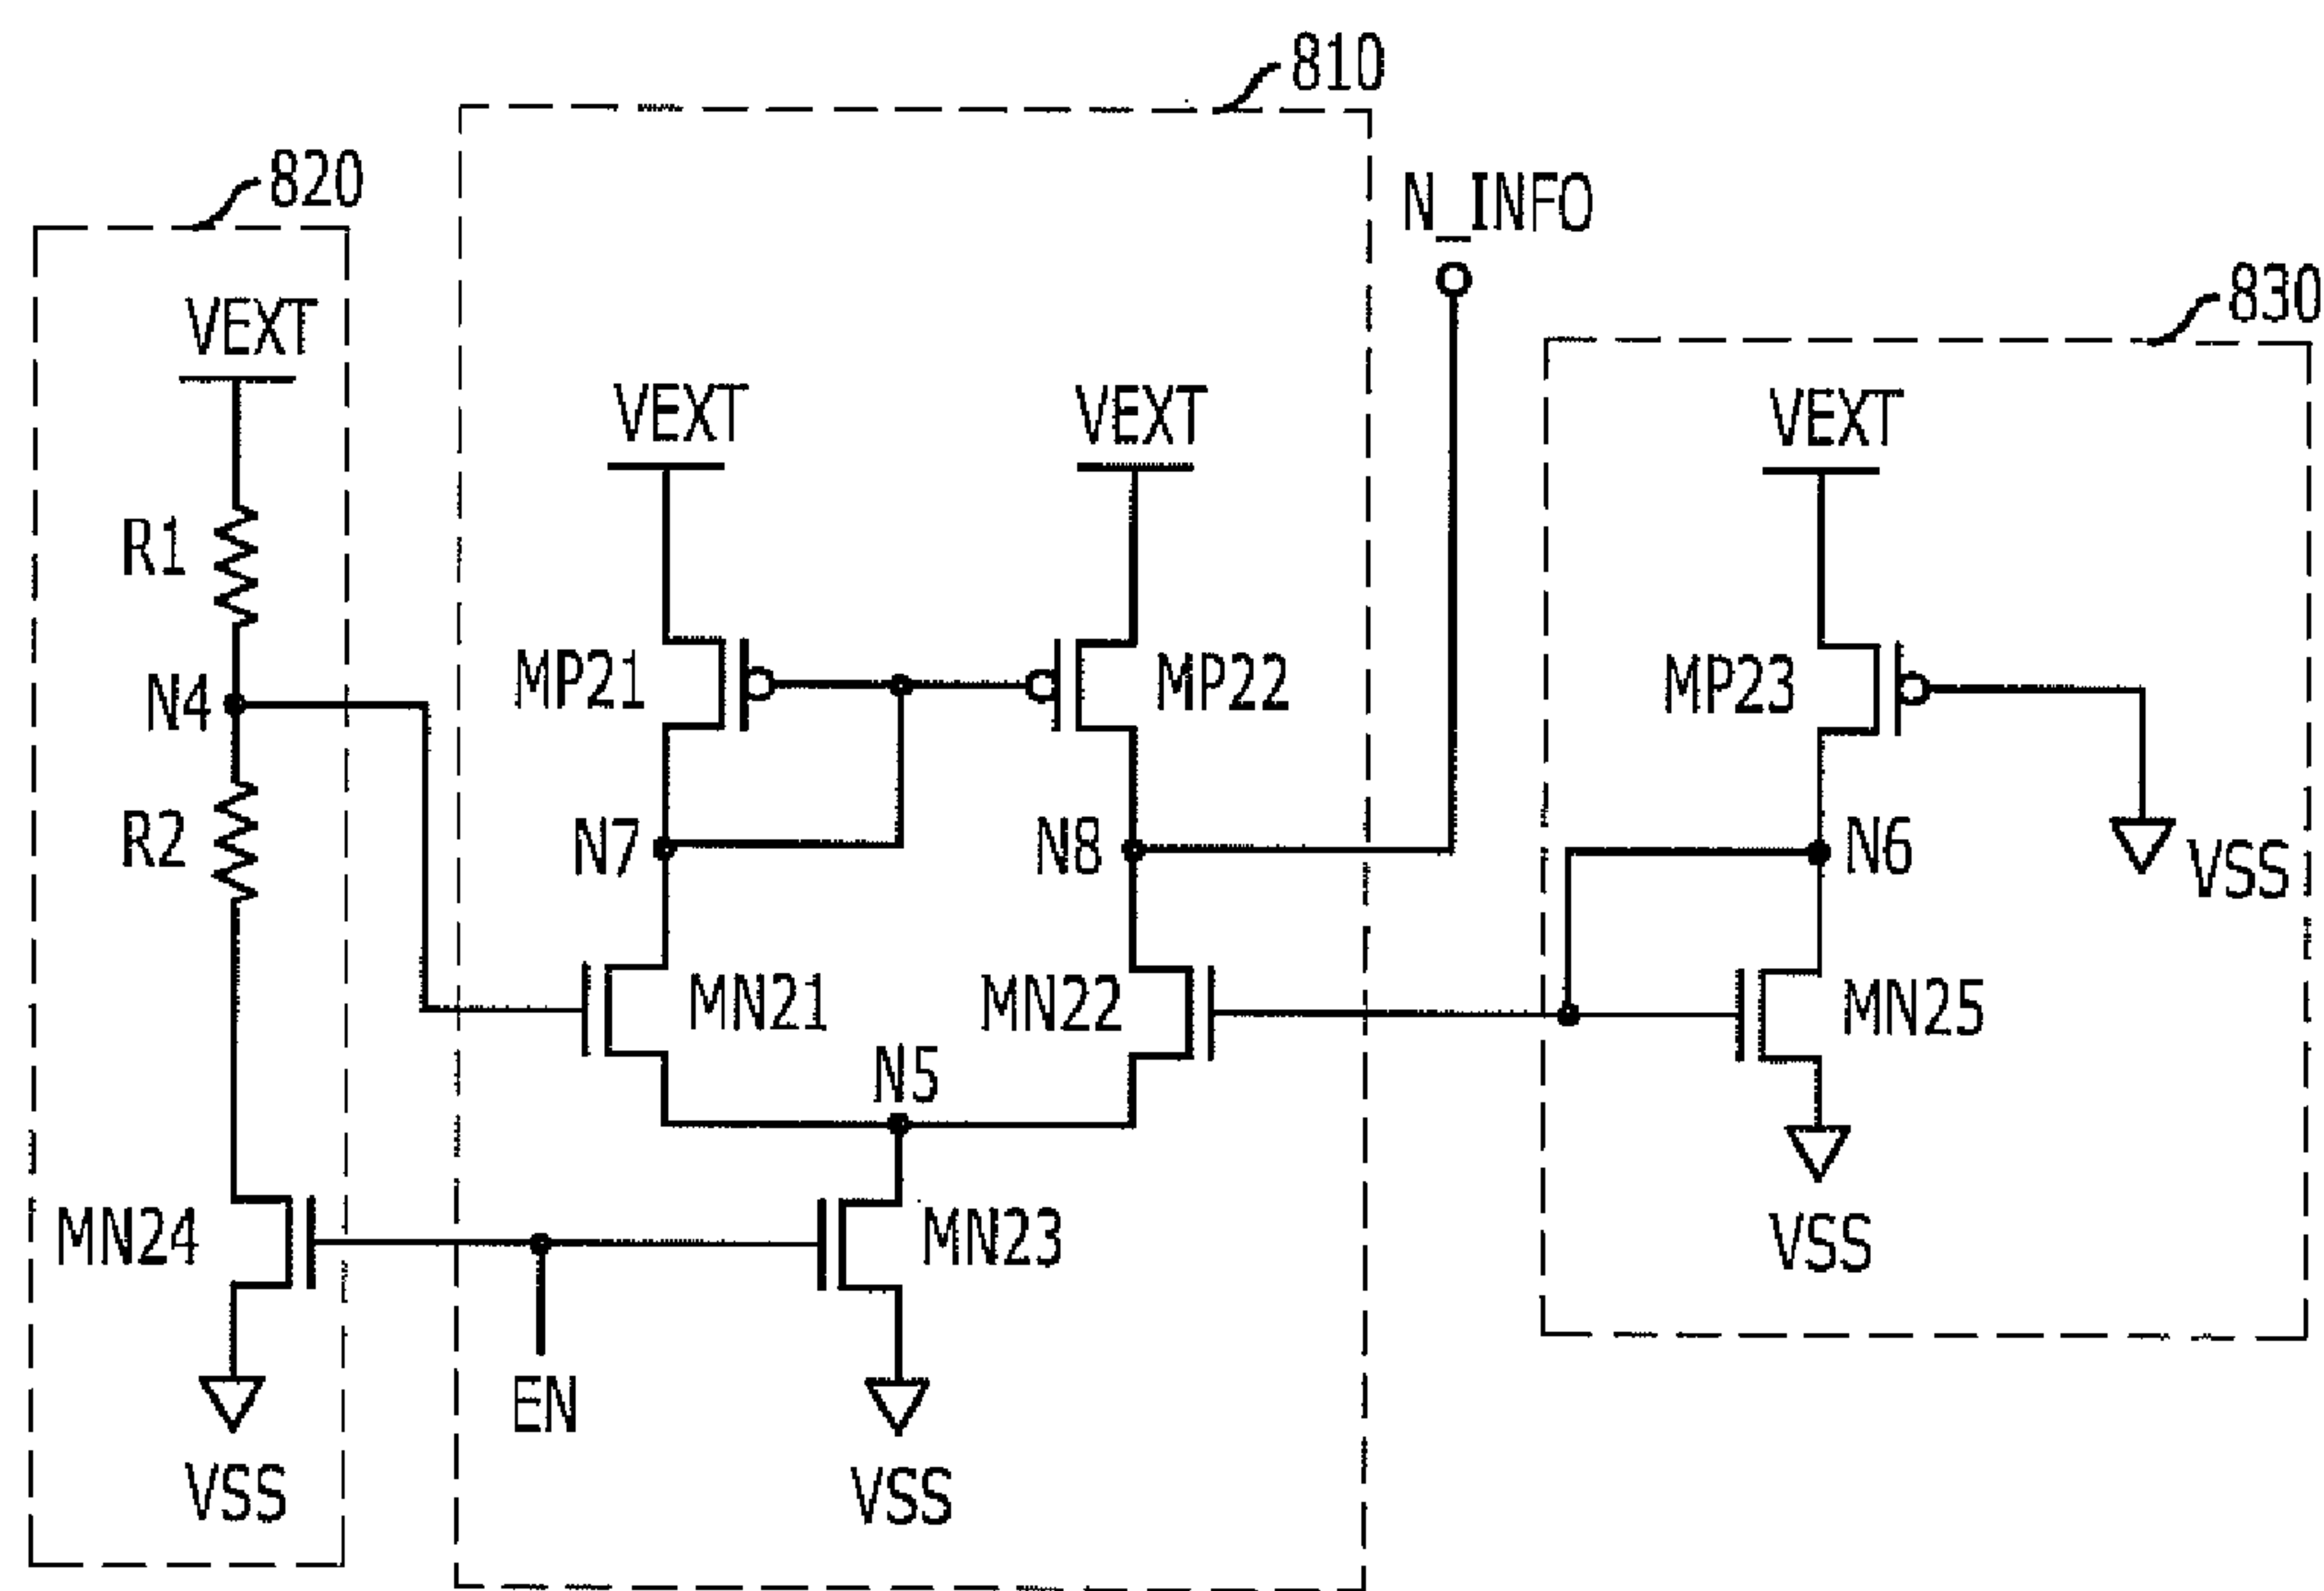 810
820
N_INFO
830
VEXT
VEXT
VEXT
VEXT
R1
MP21
MP22
MP23
N4
R2
N7
N8
N6
VSS
MN21
MN22
MN25
N5
MN24
MN23
VSS
EN
VSS
VSS